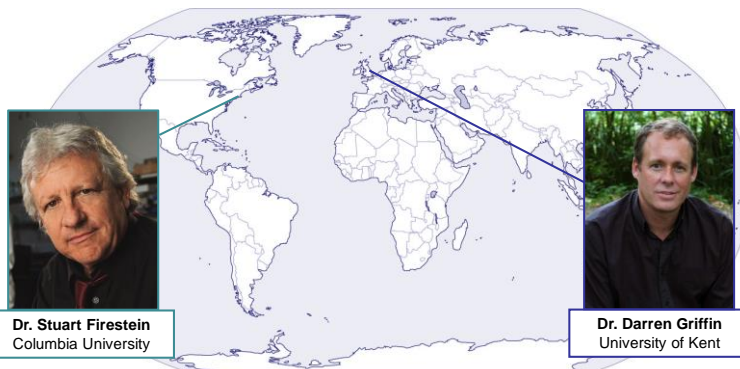 Dr. Stuart Firestein
Columbia University
Dr. Darren Griffin
University of Kent